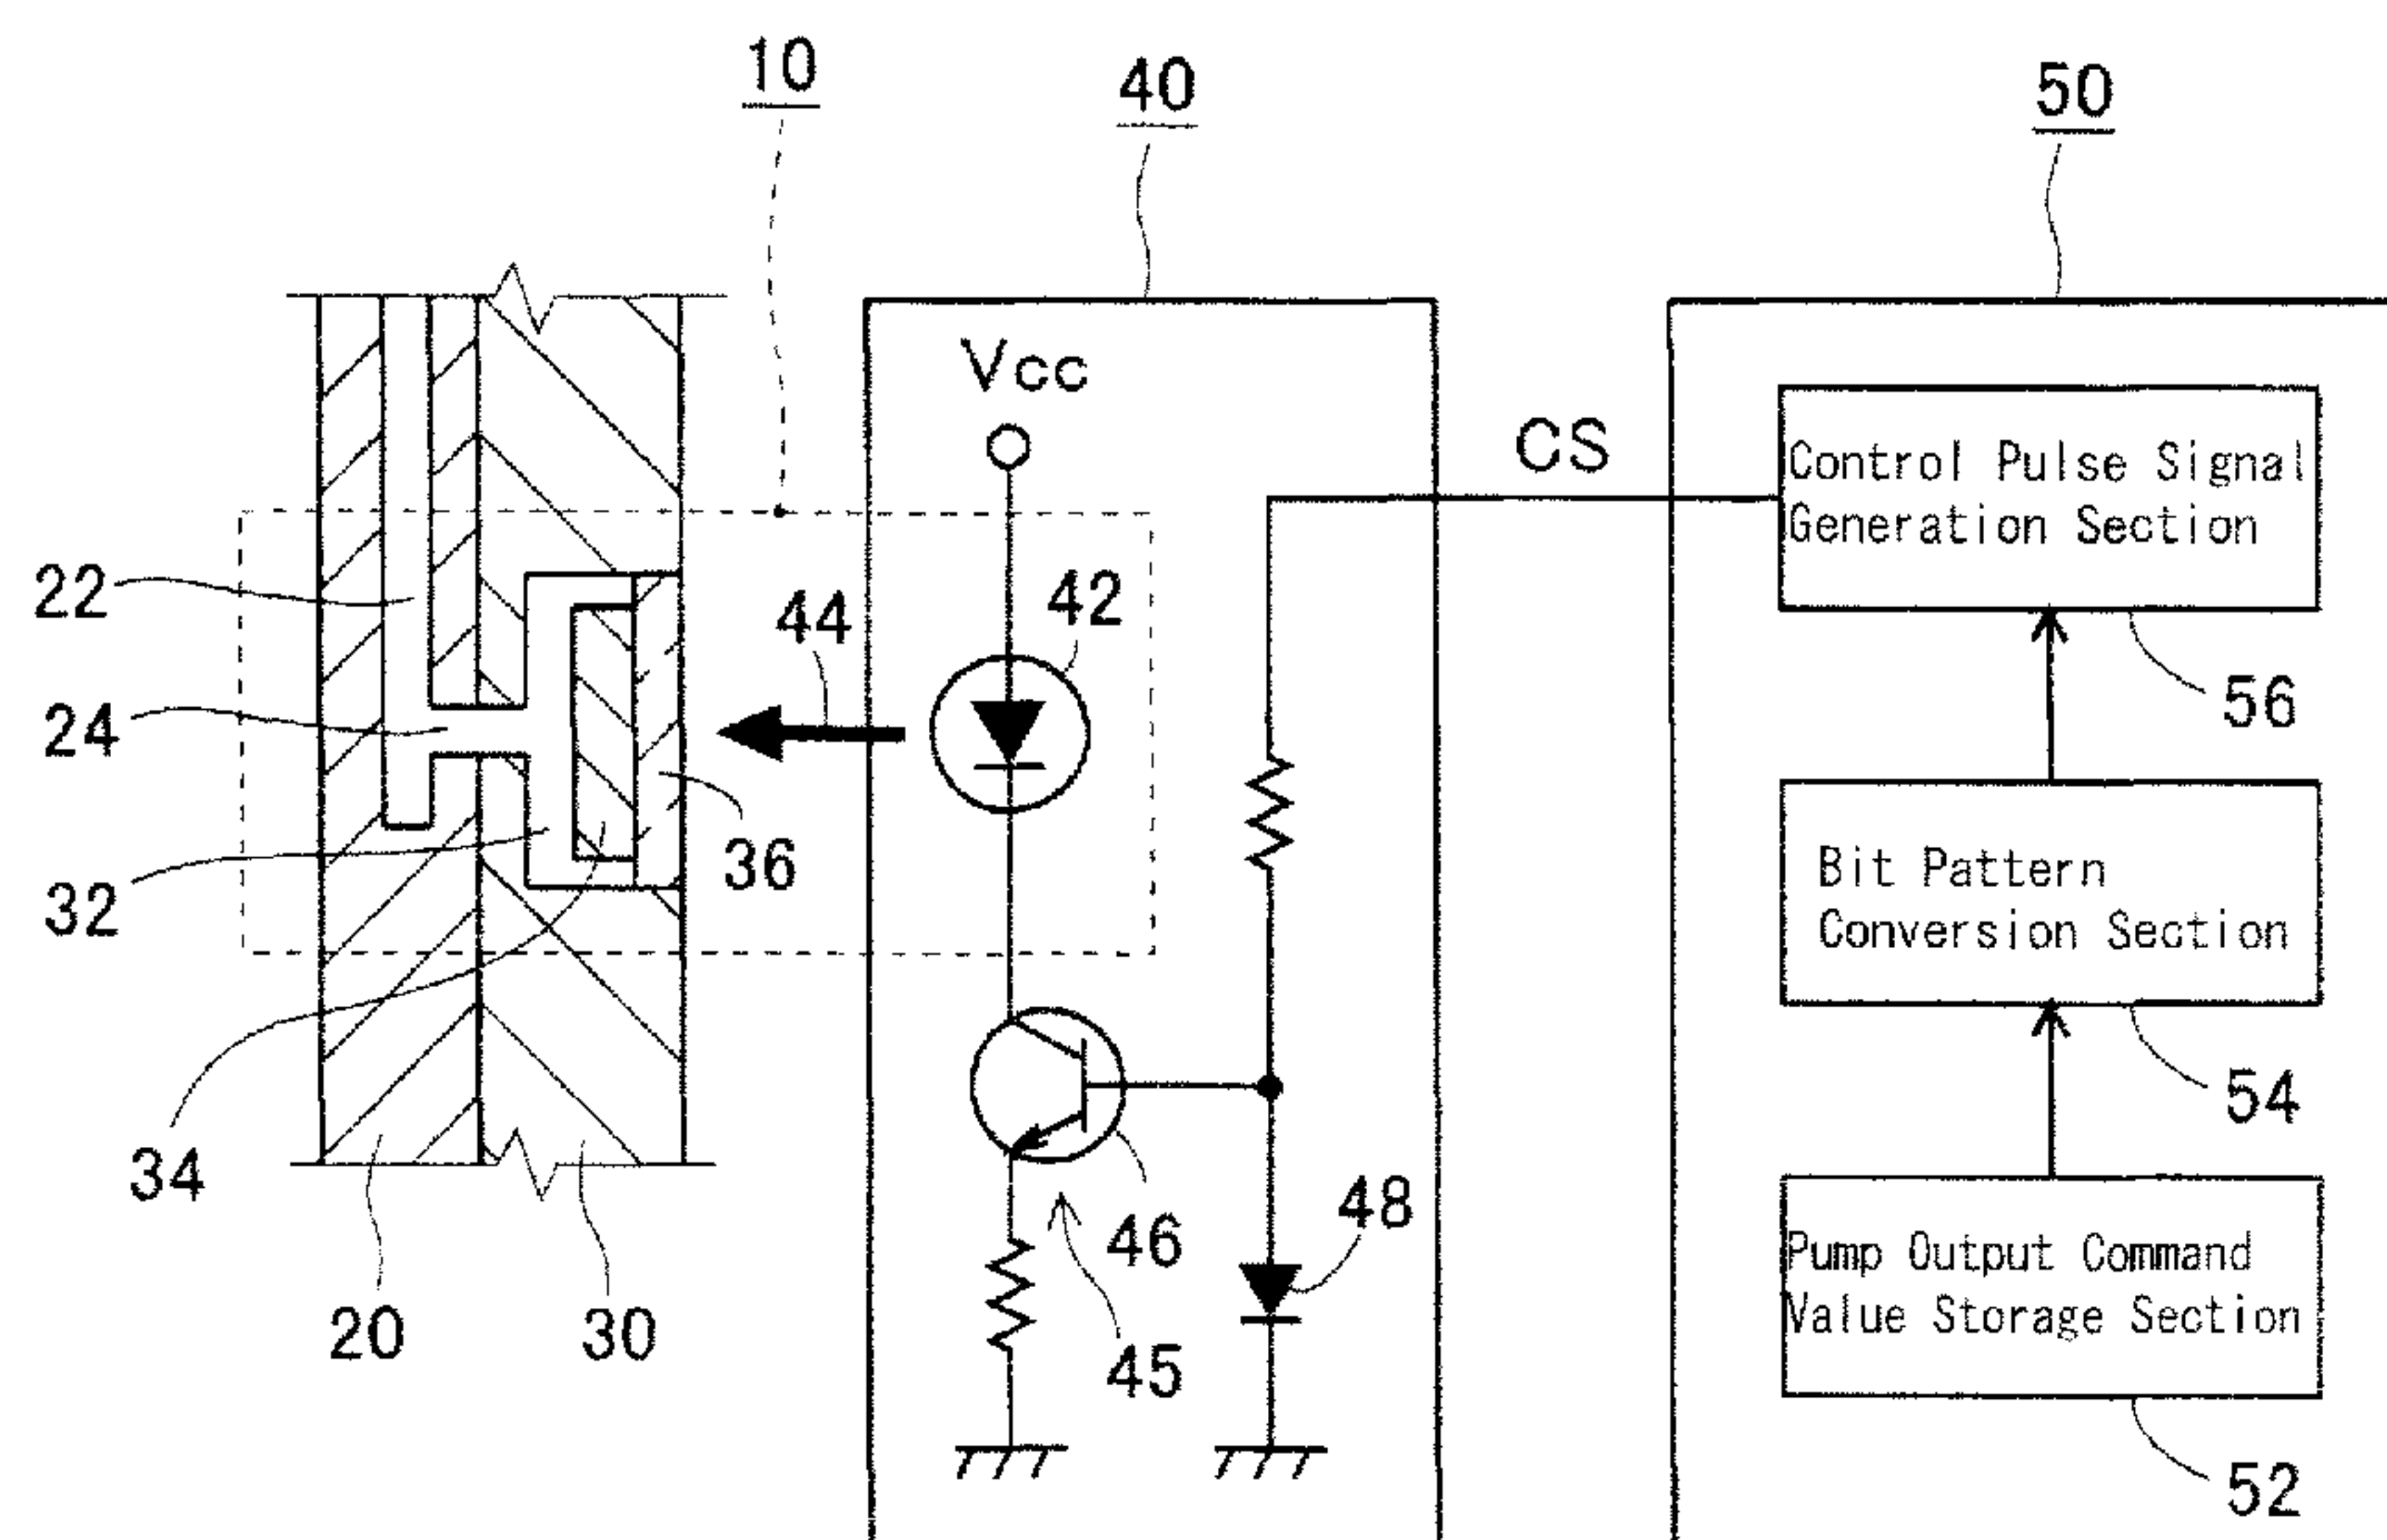 10
40
50
Vcc
CS
Control Pulse Signal
Generation Section
22
44
42
24
56
36
32
Bit Pattern
Conversion Section
54
34
46
48
Pump Output Command
Value Storage Section
20
30
45
52